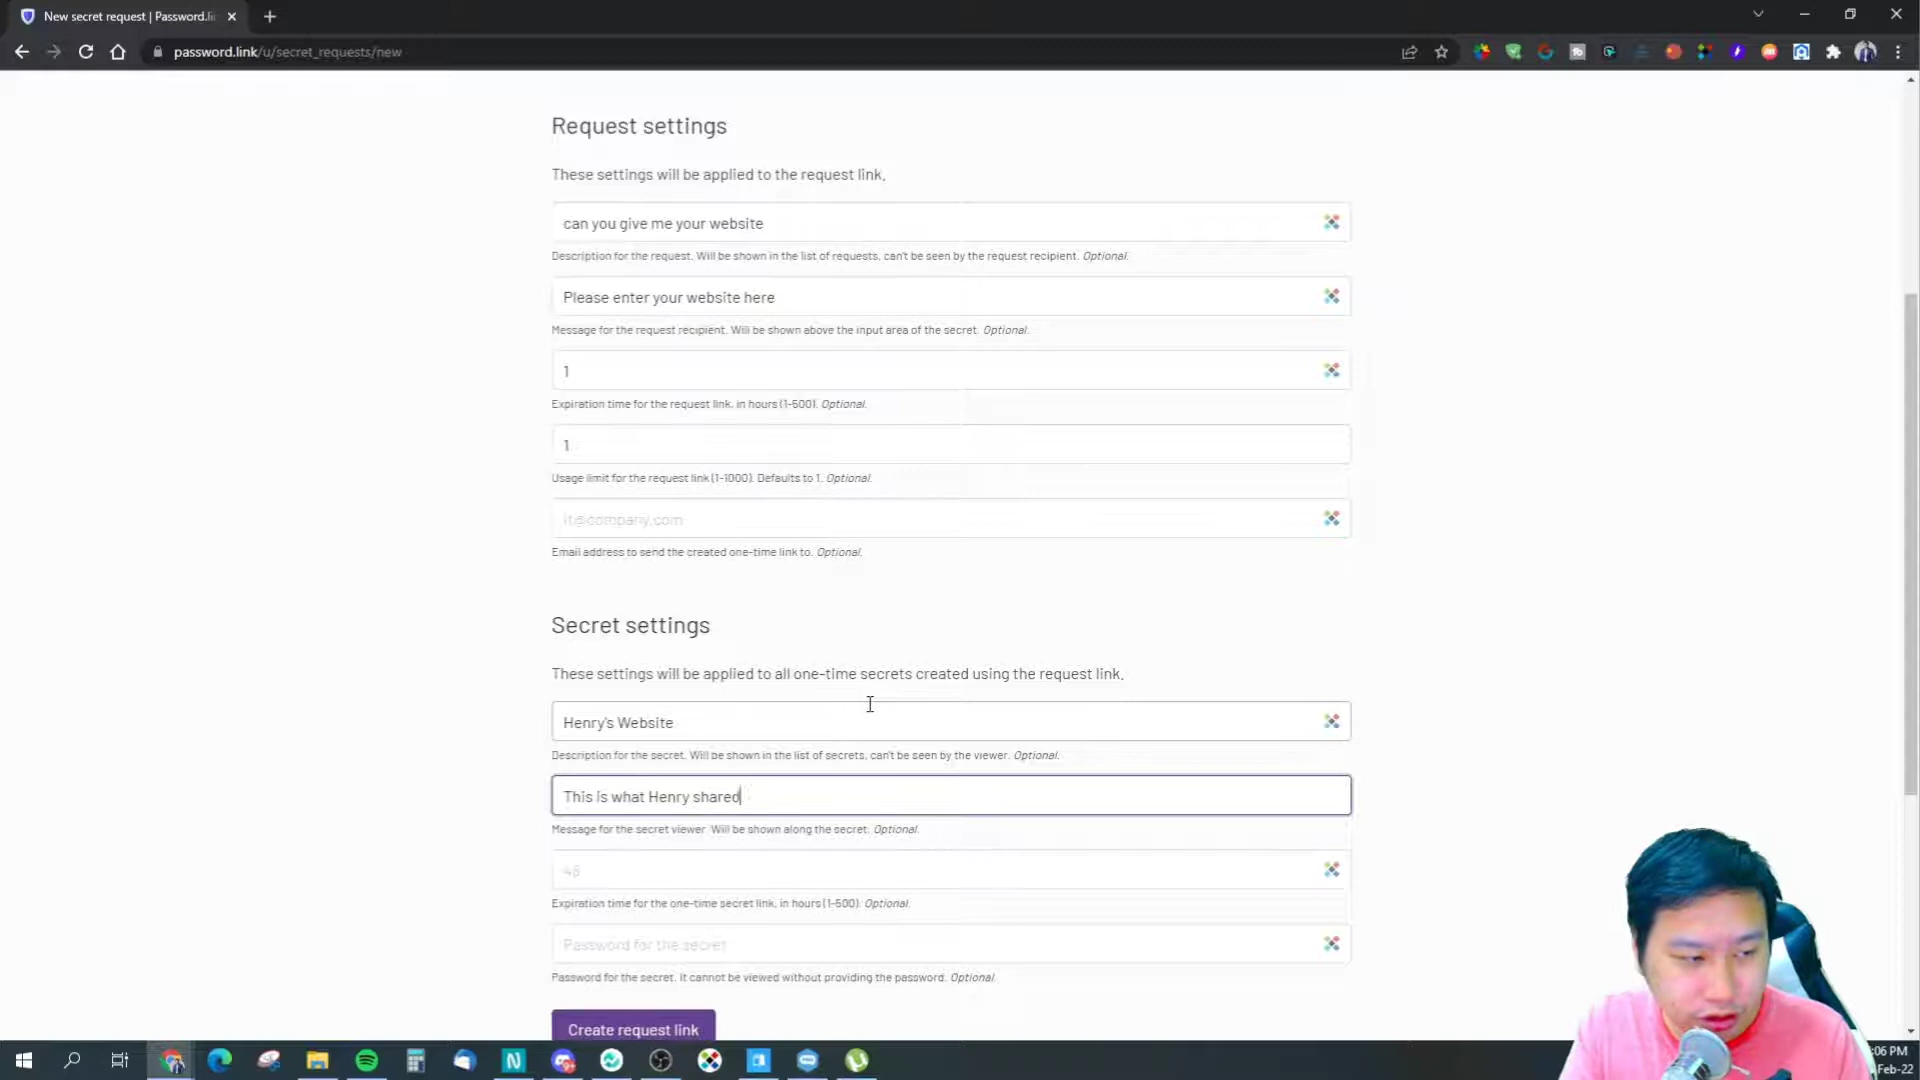 New secret request | Password.li
password.link/u/secret_requests/new
Request settings
These settings will be applied to the request link.
can you give me your website
Description for the request. Will be shown in the list of requests, can't be seen by the request recipient. Optional.
Please enter your website here
Message for the request recipient. Will be shown above the input area of the secret. Optional.
1
Expiration time for the request link, in hours (1-500). Optional.
1
Usage limit for the request link (1-1000). Defaults to 1. Optional.
it@company.com
Email address to send the created one-time link to. Optional.
Secret settings
These settings will be applied to all one-time secrets created using the request link.
Henry's Website
Description for the secret. Will be shown in the list of secrets, can't be seen by the viewer. Optional.
This is what Henry shared
Message for the secret viewer Will be shown along the secret. Optional.
48
Expiration time for the one-time secret link, in hours (1-500). Optional.
Password for the secret
Password for the secret. It cannot be viewed without providing the password. Optional.
Create request link
:06 PM
Feb-22